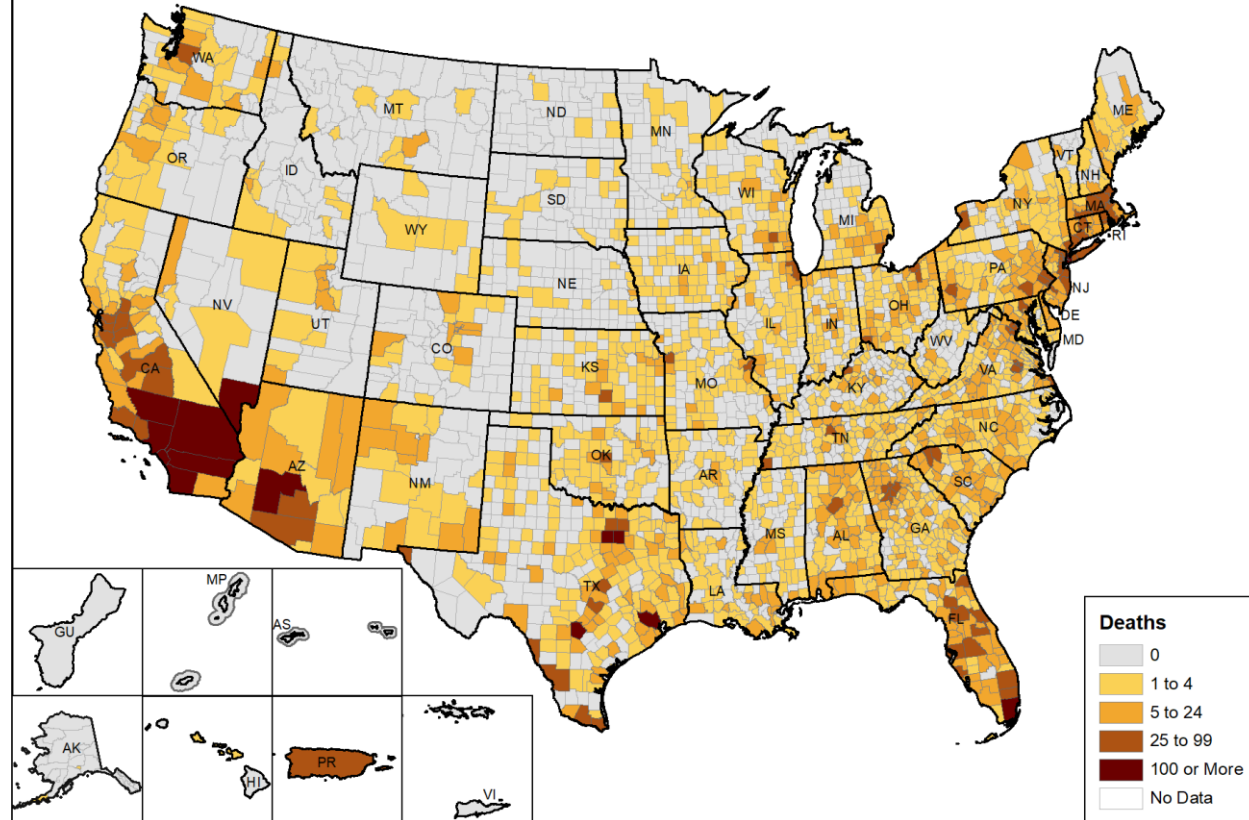 WA
MT
ND
MN
ME
OR
ID
SD
WI
MI
VT
NH
NY
MA
CT
RI
WY
IA
PA
NJ
NE
NV
UT
CO
IL
IN
OH
DE
MD
WV
VA
CA
KS
MO
KY
NC
TN
AZ
NM
OK
AR
SC
MS
AL
GA
TX
LA
FL
GU
MP
AS
AK
HI
PR
VI
Deaths
0
1 to 4
5 to 24
25 to 99
100 or More
No Data